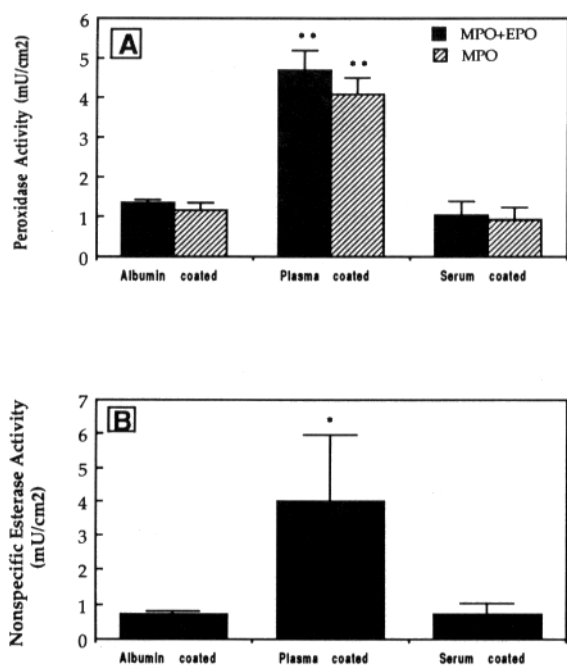 A
MPO+EPO
MPO
Peroxidase Activity (mU/cm2)
6
5
4
3
2
1
0
Albumin coated
Plasma coated
Serum coated
B
Nonspecific Esterase Activity
(mU/cm2)
7
6
5
4
3
2
1
0
Albumin coated
Plasma coated
Serum coated